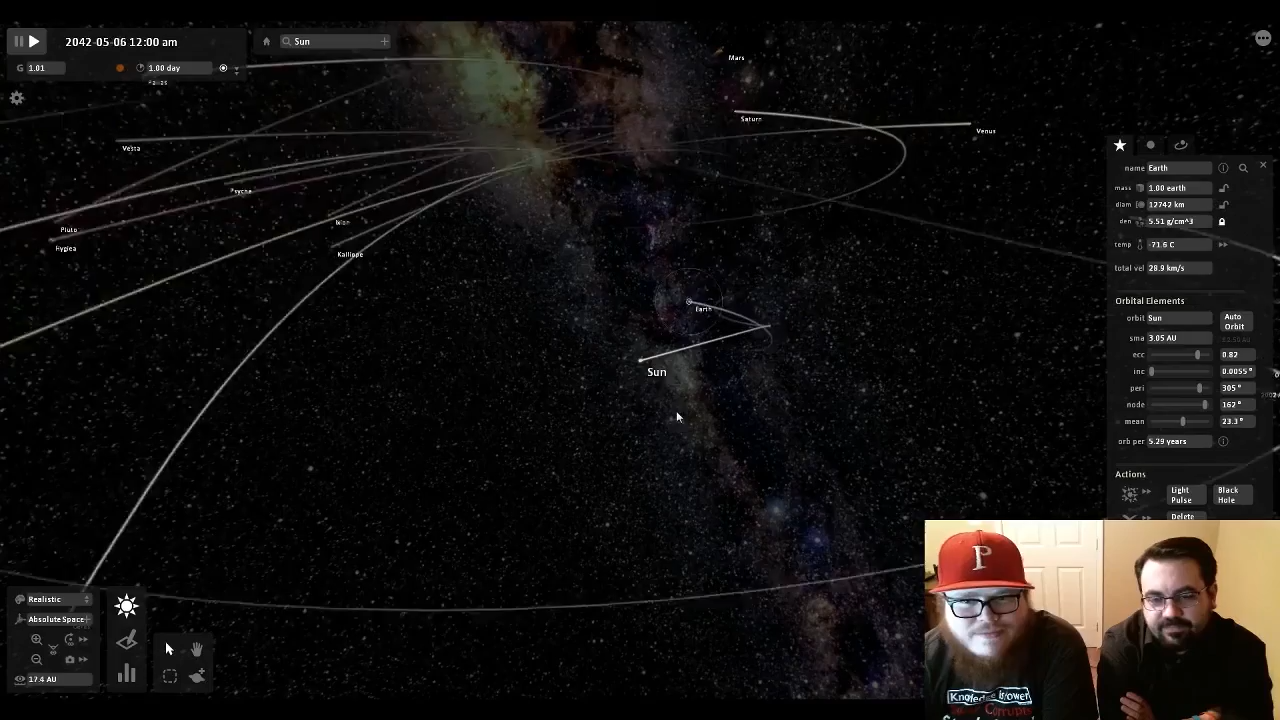 2042-05-06 12:00 am
Sun
G 1.01
1.00 day
Mars
Saturn
Venus
Vesta
Psyche
Pluto
Hygiea
Ixion
Kalliope
Earth
Sun
name Earth
mass 1.00 earth
diam 12742 km
den 5.51 g/cm^3
temp -71.6 C
total vel 28.9 km/s
Orbital Elements
orbit Sun
Auto
Orbit
sma 3.05 AU
ecc 0.82
inc 0.0055°
peri 305°
node 162°
mean 23.3°
orb per 5.29 years
Actions
Light
Pulse
Black
Hole
Delete
Realistic
Absolute Space
17.4 AU
P